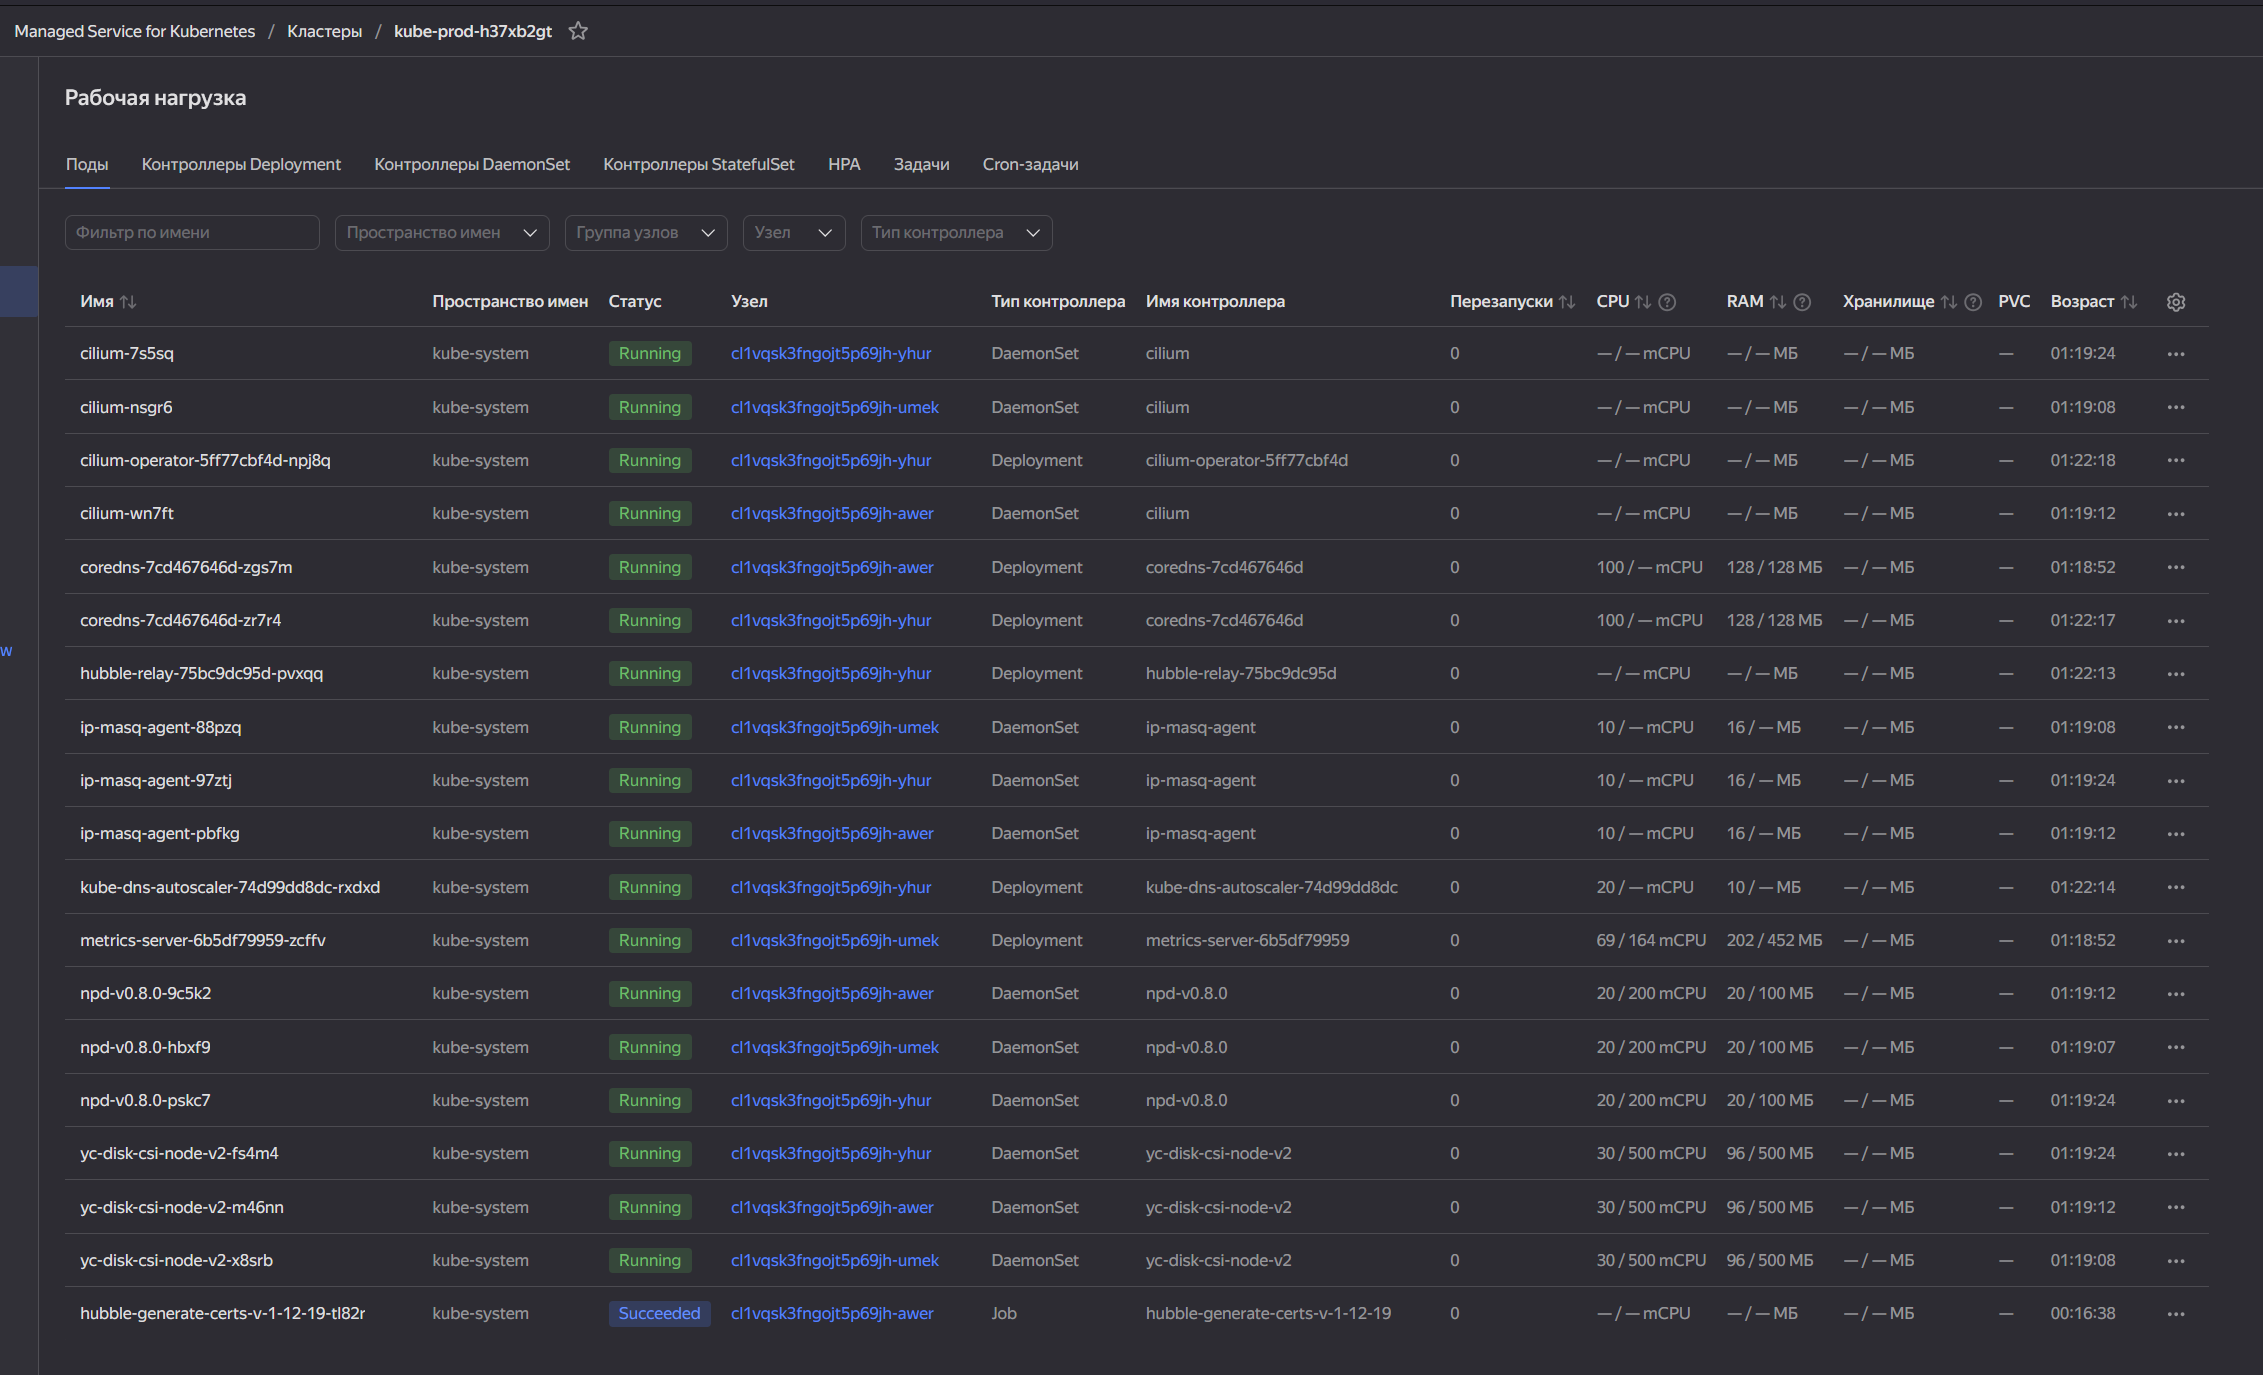 Managed Service for Kubernetes / Кластеры / kube-prod-h37xb2gt
Рабочая нагрузка
Поды Контроллеры Deployment Контроллеры DaemonSet Контроллеры StatefulSet HPA Задачи Cron-задачи
Фильтр по имени Пространство имен Группа узлов Узел Тип контроллера
Имя Пространство имен Статус Узел Тип контроллера Имя контроллера Перезапуски CPU RAM Хранилище PVC Возраст
cilium-7s5sq kube-system Running cl1vqsk3fngojt5p69jh-yhur DaemonSet cilium 0 — / — mCPU — / — МБ — / — МБ — 01:19:24
cilium-nsgr6 kube-system Running cl1vqsk3fngojt5p69jh-umek DaemonSet cilium 0 — / — mCPU — / — МБ — / — МБ — 01:19:08
cilium-operator-5ff77cbf4d-npj8q kube-system Running cl1vqsk3fngojt5p69jh-yhur Deployment cilium-operator-5ff77cbf4d 0 — / — mCPU — / — МБ — / — МБ — 01:22:18
cilium-wn7ft kube-system Running cl1vqsk3fngojt5p69jh-awer DaemonSet cilium 0 — / — mCPU — / — МБ — / — МБ — 01:19:12
coredns-7cd467646d-zgs7m kube-system Running cl1vqsk3fngojt5p69jh-awer Deployment coredns-7cd467646d 0 100 / — mCPU 128 / 128 МБ — / — МБ — 01:18:52
coredns-7cd467646d-zr7r4 kube-system Running cl1vqsk3fngojt5p69jh-yhur Deployment coredns-7cd467646d 0 100 / — mCPU 128 / 128 МБ — / — МБ — 01:22:17
w
hubble-relay-75bc9dc95d-pvxqq kube-system Running cl1vqsk3fngojt5p69jh-yhur Deployment hubble-relay-75bc9dc95d 0 — / — mCPU — / — МБ — / — МБ — 01:22:13
ip-masq-agent-88pzq kube-system Running cl1vqsk3fngojt5p69jh-umek DaemonSet ip-masq-agent 0 10 / — mCPU 16 / — МБ — / — МБ — 01:19:08
ip-masq-agent-97ztj kube-system Running cl1vqsk3fngojt5p69jh-yhur DaemonSet ip-masq-agent 0 10 / — mCPU 16 / — МБ — / — МБ — 01:19:24
ip-masq-agent-pbfkg kube-system Running cl1vqsk3fngojt5p69jh-awer DaemonSet ip-masq-agent 0 10 / — mCPU 16 / — МБ — / — МБ — 01:19:12
kube-dns-autoscaler-74d99dd8dc-rxdxd kube-system Running cl1vqsk3fngojt5p69jh-yhur Deployment kube-dns-autoscaler-74d99dd8dc 0 20 / — mCPU 10 / — МБ — / — МБ — 01:22:14
metrics-server-6b5df79959-zcffv kube-system Running cl1vqsk3fngojt5p69jh-umek Deployment metrics-server-6b5df79959 0 69 / 164 mCPU 202 / 452 МБ — / — МБ — 01:18:52
npd-v0.8.0-9c5k2 kube-system Running cl1vqsk3fngojt5p69jh-awer DaemonSet npd-v0.8.0 0 20 / 200 mCPU 20 / 100 МБ — / — МБ — 01:19:12
npd-v0.8.0-hbxf9 kube-system Running cl1vqsk3fngojt5p69jh-umek DaemonSet npd-v0.8.0 0 20 / 200 mCPU 20 / 100 МБ — / — МБ — 01:19:07
npd-v0.8.0-pskc7 kube-system Running cl1vqsk3fngojt5p69jh-yhur DaemonSet npd-v0.8.0 0 20 / 200 mCPU 20 / 100 МБ — / — МБ — 01:19:24
yc-disk-csi-node-v2-fs4m4 kube-system Running cl1vqsk3fngojt5p69jh-yhur DaemonSet yc-disk-csi-node-v2 0 30 / 500 mCPU 96 / 500 МБ — / — МБ — 01:19:24
yc-disk-csi-node-v2-m46nn kube-system Running cl1vqsk3fngojt5p69jh-awer DaemonSet yc-disk-csi-node-v2 0 30 / 500 mCPU 96 / 500 МБ — / — МБ — 01:19:12
yc-disk-csi-node-v2-x8srb kube-system Running cl1vqsk3fngojt5p69jh-umek DaemonSet yc-disk-csi-node-v2 0 30 / 500 mCPU 96 / 500 МБ — / — МБ — 01:19:08
hubble-generate-certs-v-1-12-19-tl82r kube-system Succeeded cl1vqsk3fngojt5p69jh-awer Job hubble-generate-certs-v-1-12-19 0 — / — mCPU — / — МБ — / — МБ — 00:16:38